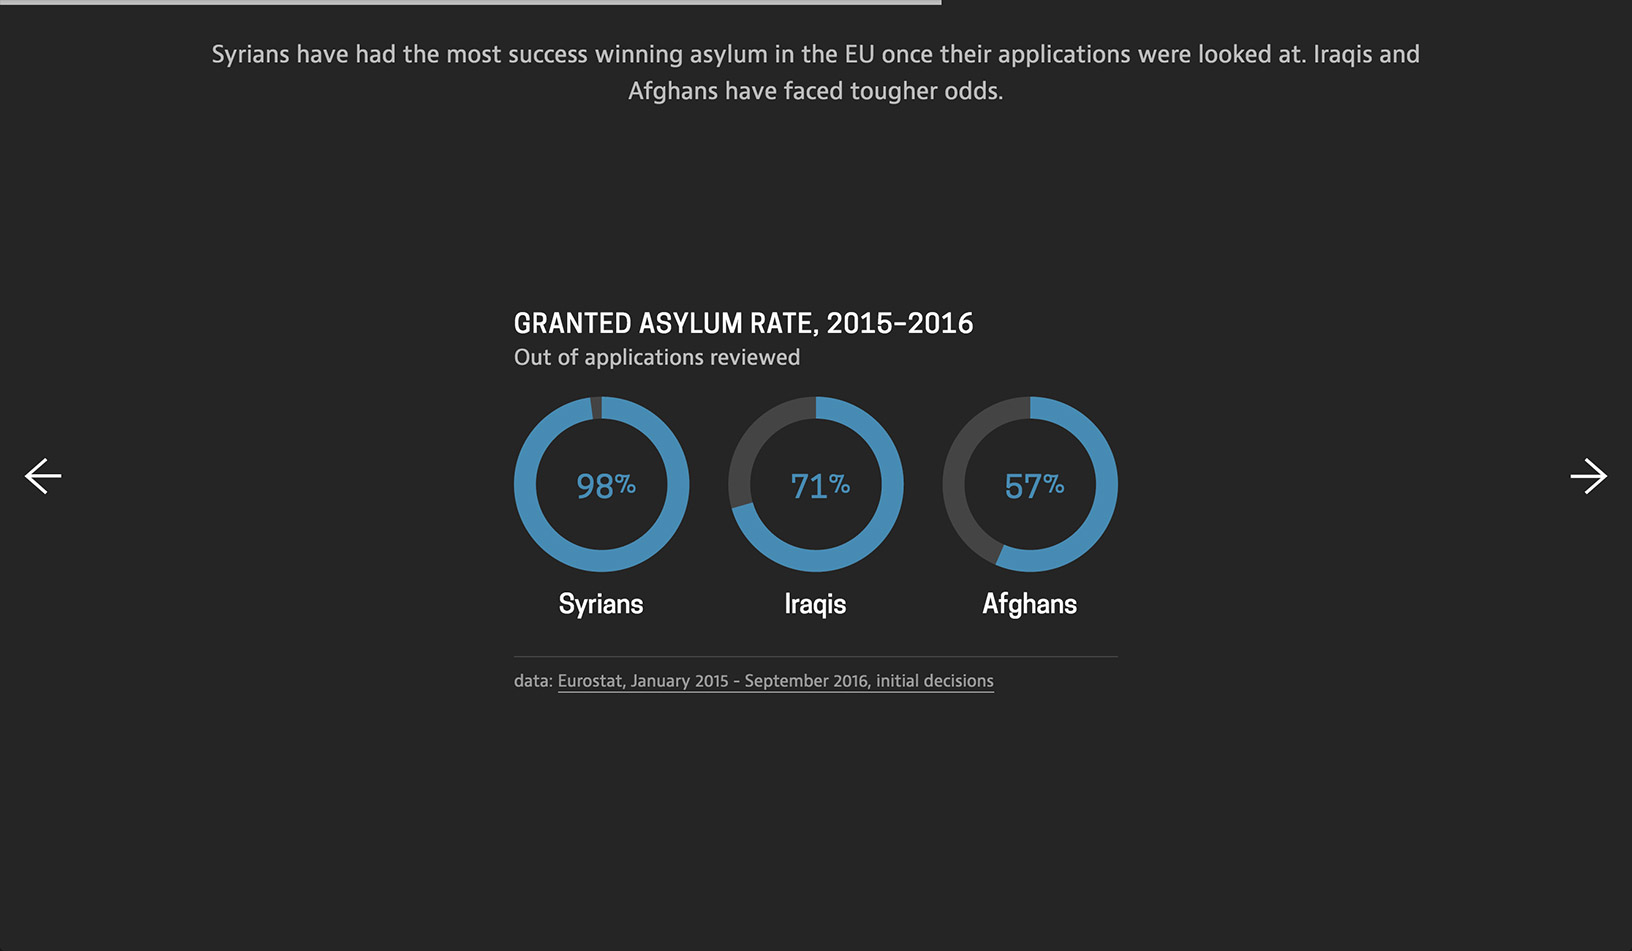 Syrians have had the most success winning asylum in the EU once their applications were looked at. Iraqis and
Afghans have faced tougher odds.
GRANTED ASYLUM RATE, 2015–2016
Out of applications reviewed
98%
71%
57%
Syrians
Iraqis
Afghans
data: Eurostat, January 2015 - September 2016, initial decisions